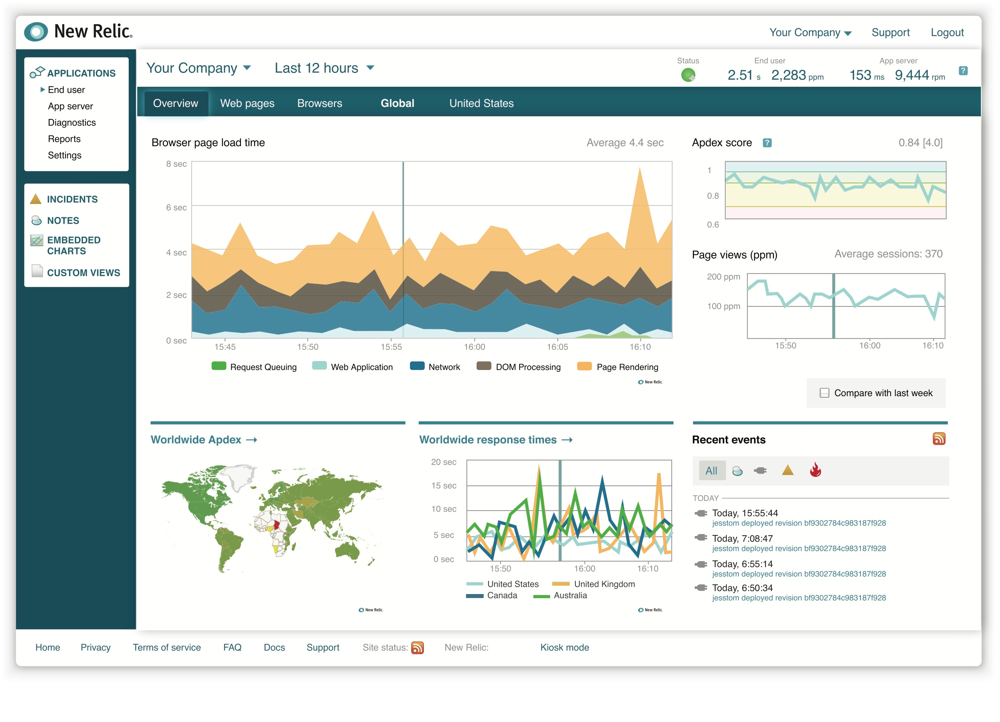 New Relic®
Your Company Support Logout
APPLICATIONS
End user
App server
Diagnostics
Reports
Settings
INCIDENTS
NOTES
EMBEDDED
CHARTS
CUSTOM VIEWS
Your Company Last 12 hours
Status End user App server
2.51 s 2,283 ppm 153 ms 9,444 rpm ?
Overview Web pages Browsers Global United States
Browser page load time Average 4.4 sec
8 sec
6 sec
4 sec
2 sec
0 sec
15:45 15:50 15:55 16:00 16:05 16:10
Request Queuing Web Application Network DOM Processing Page Rendering
New Relic.
Apdex score ? 0.84 [4.0]
1
0.8
0.6
Page views (ppm) Average sessions: 370
200 ppm
100 ppm
15:50 16:00 16:10
Compare with last week
Worldwide Apdex →
New Relic.
Worldwide response times →
20 sec
15 sec
10 sec
5 sec
0 sec
15:50 16:00 16:10
United States United Kingdom
Canada Australia
New Relic.
Recent events
All
TODAY
Today, 15:55:44
jesstom deployed revision bf9302784c983187f928
Today, 7:08:47
jesstom deployed revision bf9302784c983187f928
Today, 6:55:14
jesstom deployed revision bf9302784c983187f928
Today, 6:50:34
jesstom deployed revision bf9302784c983187f928
Home Privacy Terms of service FAQ Docs Support Site status: New Relic: Kiosk mode